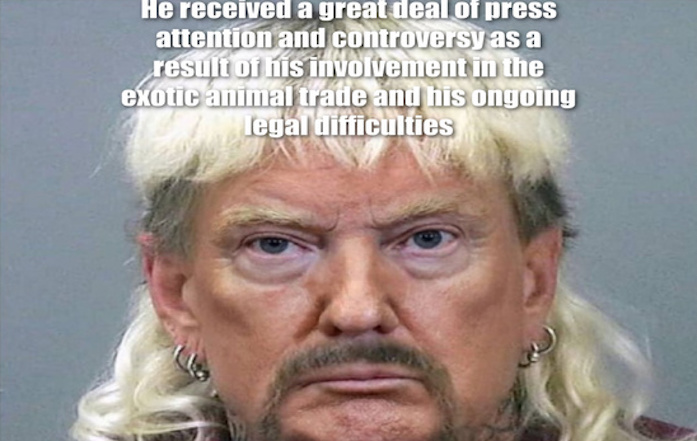 He received a great deal of press
attention and controversy as a
result of his involvement in the
exotic animal trade and his ongoing
legal difficulties